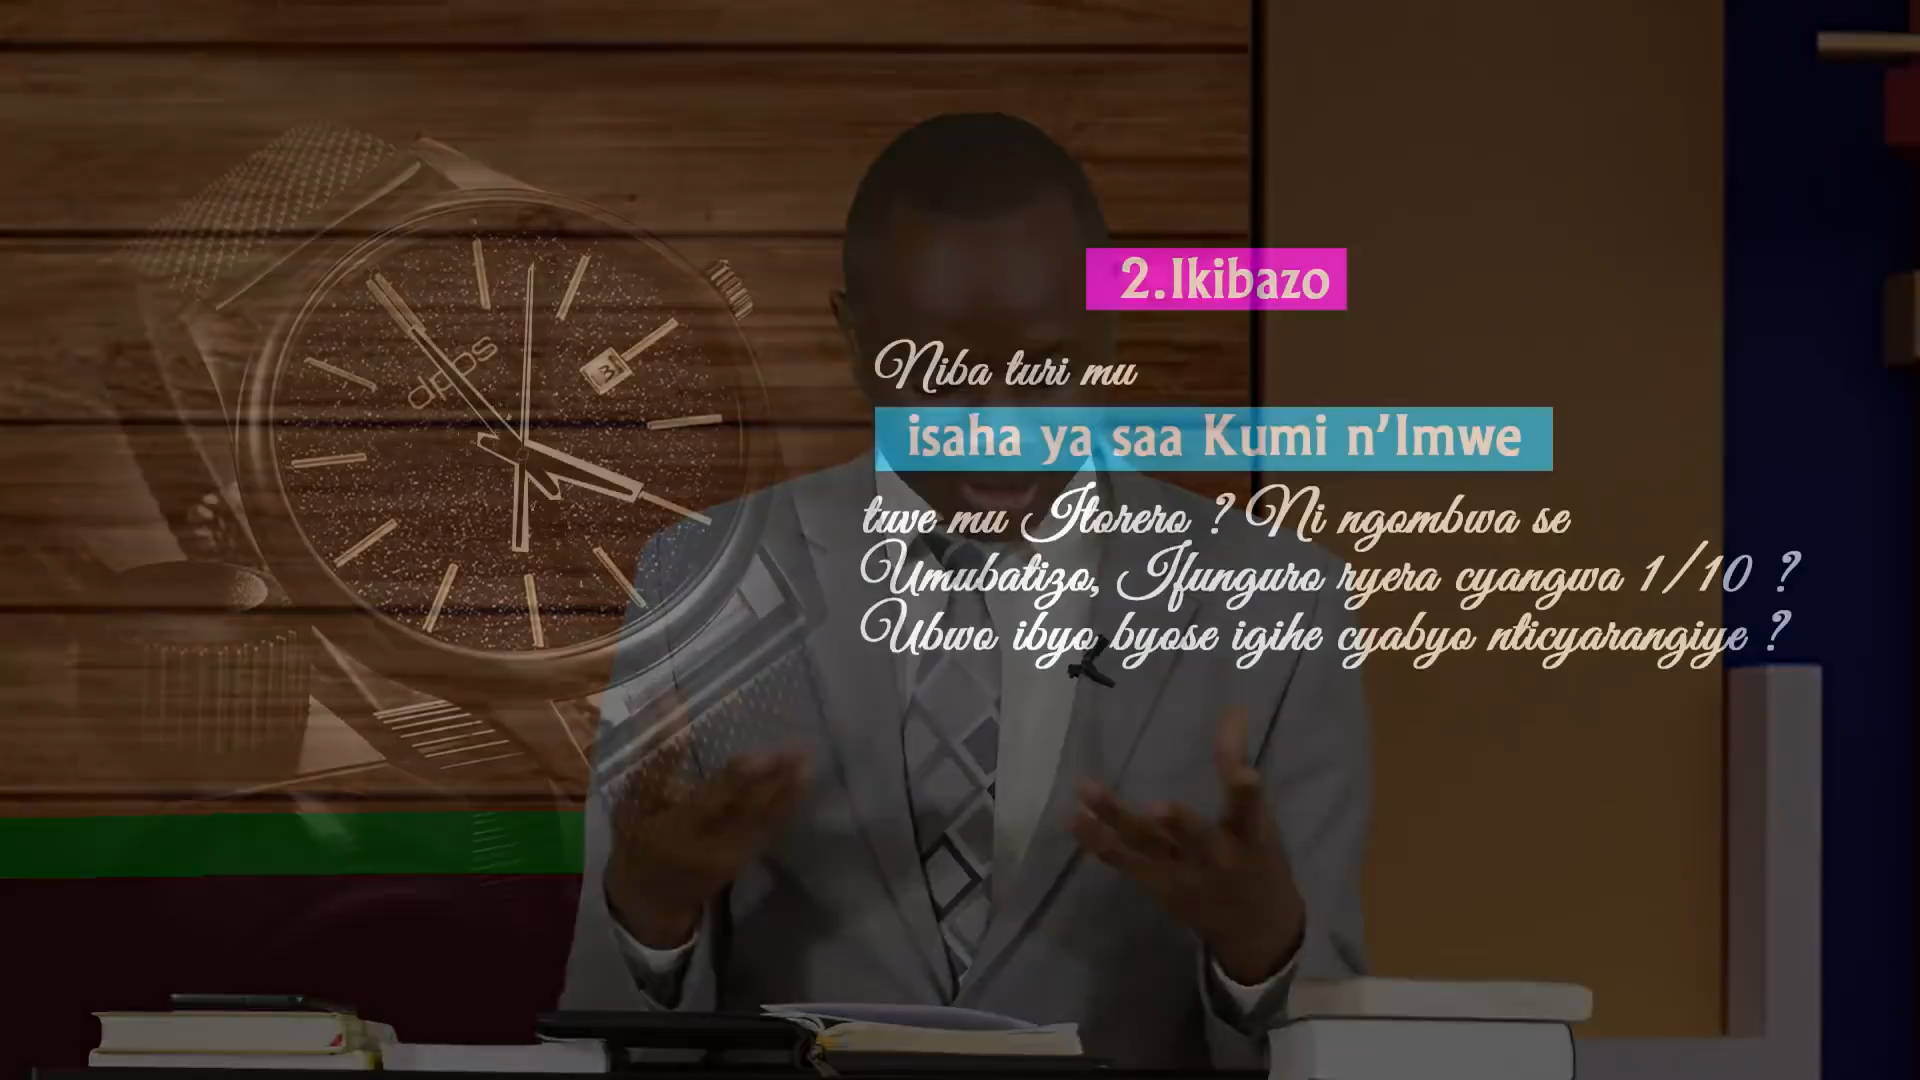 2.Ikibazo
Niba turi mu
isaha ya saa Kumi n’Imwe
tuve mu Itorero ? Ni ngombwa se
Umubatizo, Ifunguro ryera cyangwa 1/10 ?
Ubwo ibyo byose igihe cyabyo nticyarangiye ?